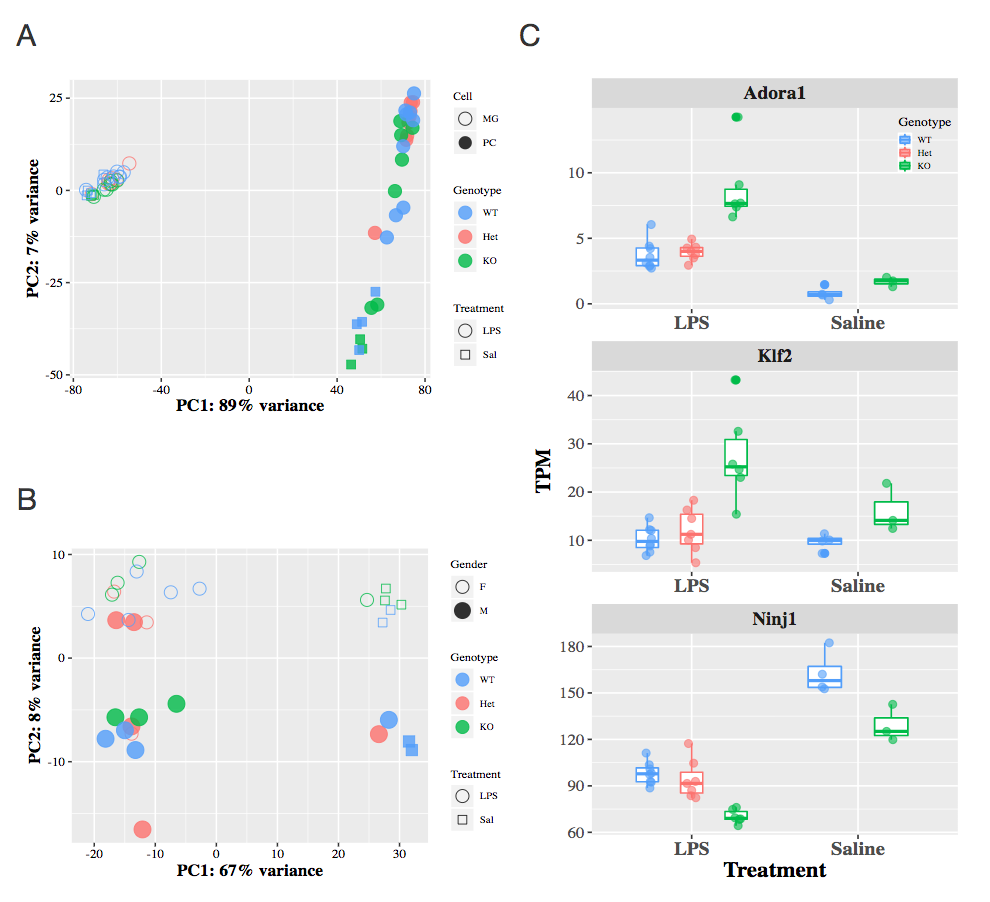 A
25
0
-25
-50
-80
-40
0
40
80
PC2: 7% variance
PC1: 89% variance
Cell
MG
PC
Genotype
WT
Het
KO
Treatment
LPS
Sal
B
10
0
-10
-20
-10
0
10
20
30
PC2: 8% variance
PC1: 67% variance
Gender
F
M
Genotype
WT
Het
KO
Treatment
LPS
Sal
C
Adora1
Genotype
WT
Het
KO
10
5
0
LPS
Saline
Klf2
40
30
20
10
TPM
LPS
Saline
Ninj1
180
150
120
90
60
LPS
Saline
Treatment